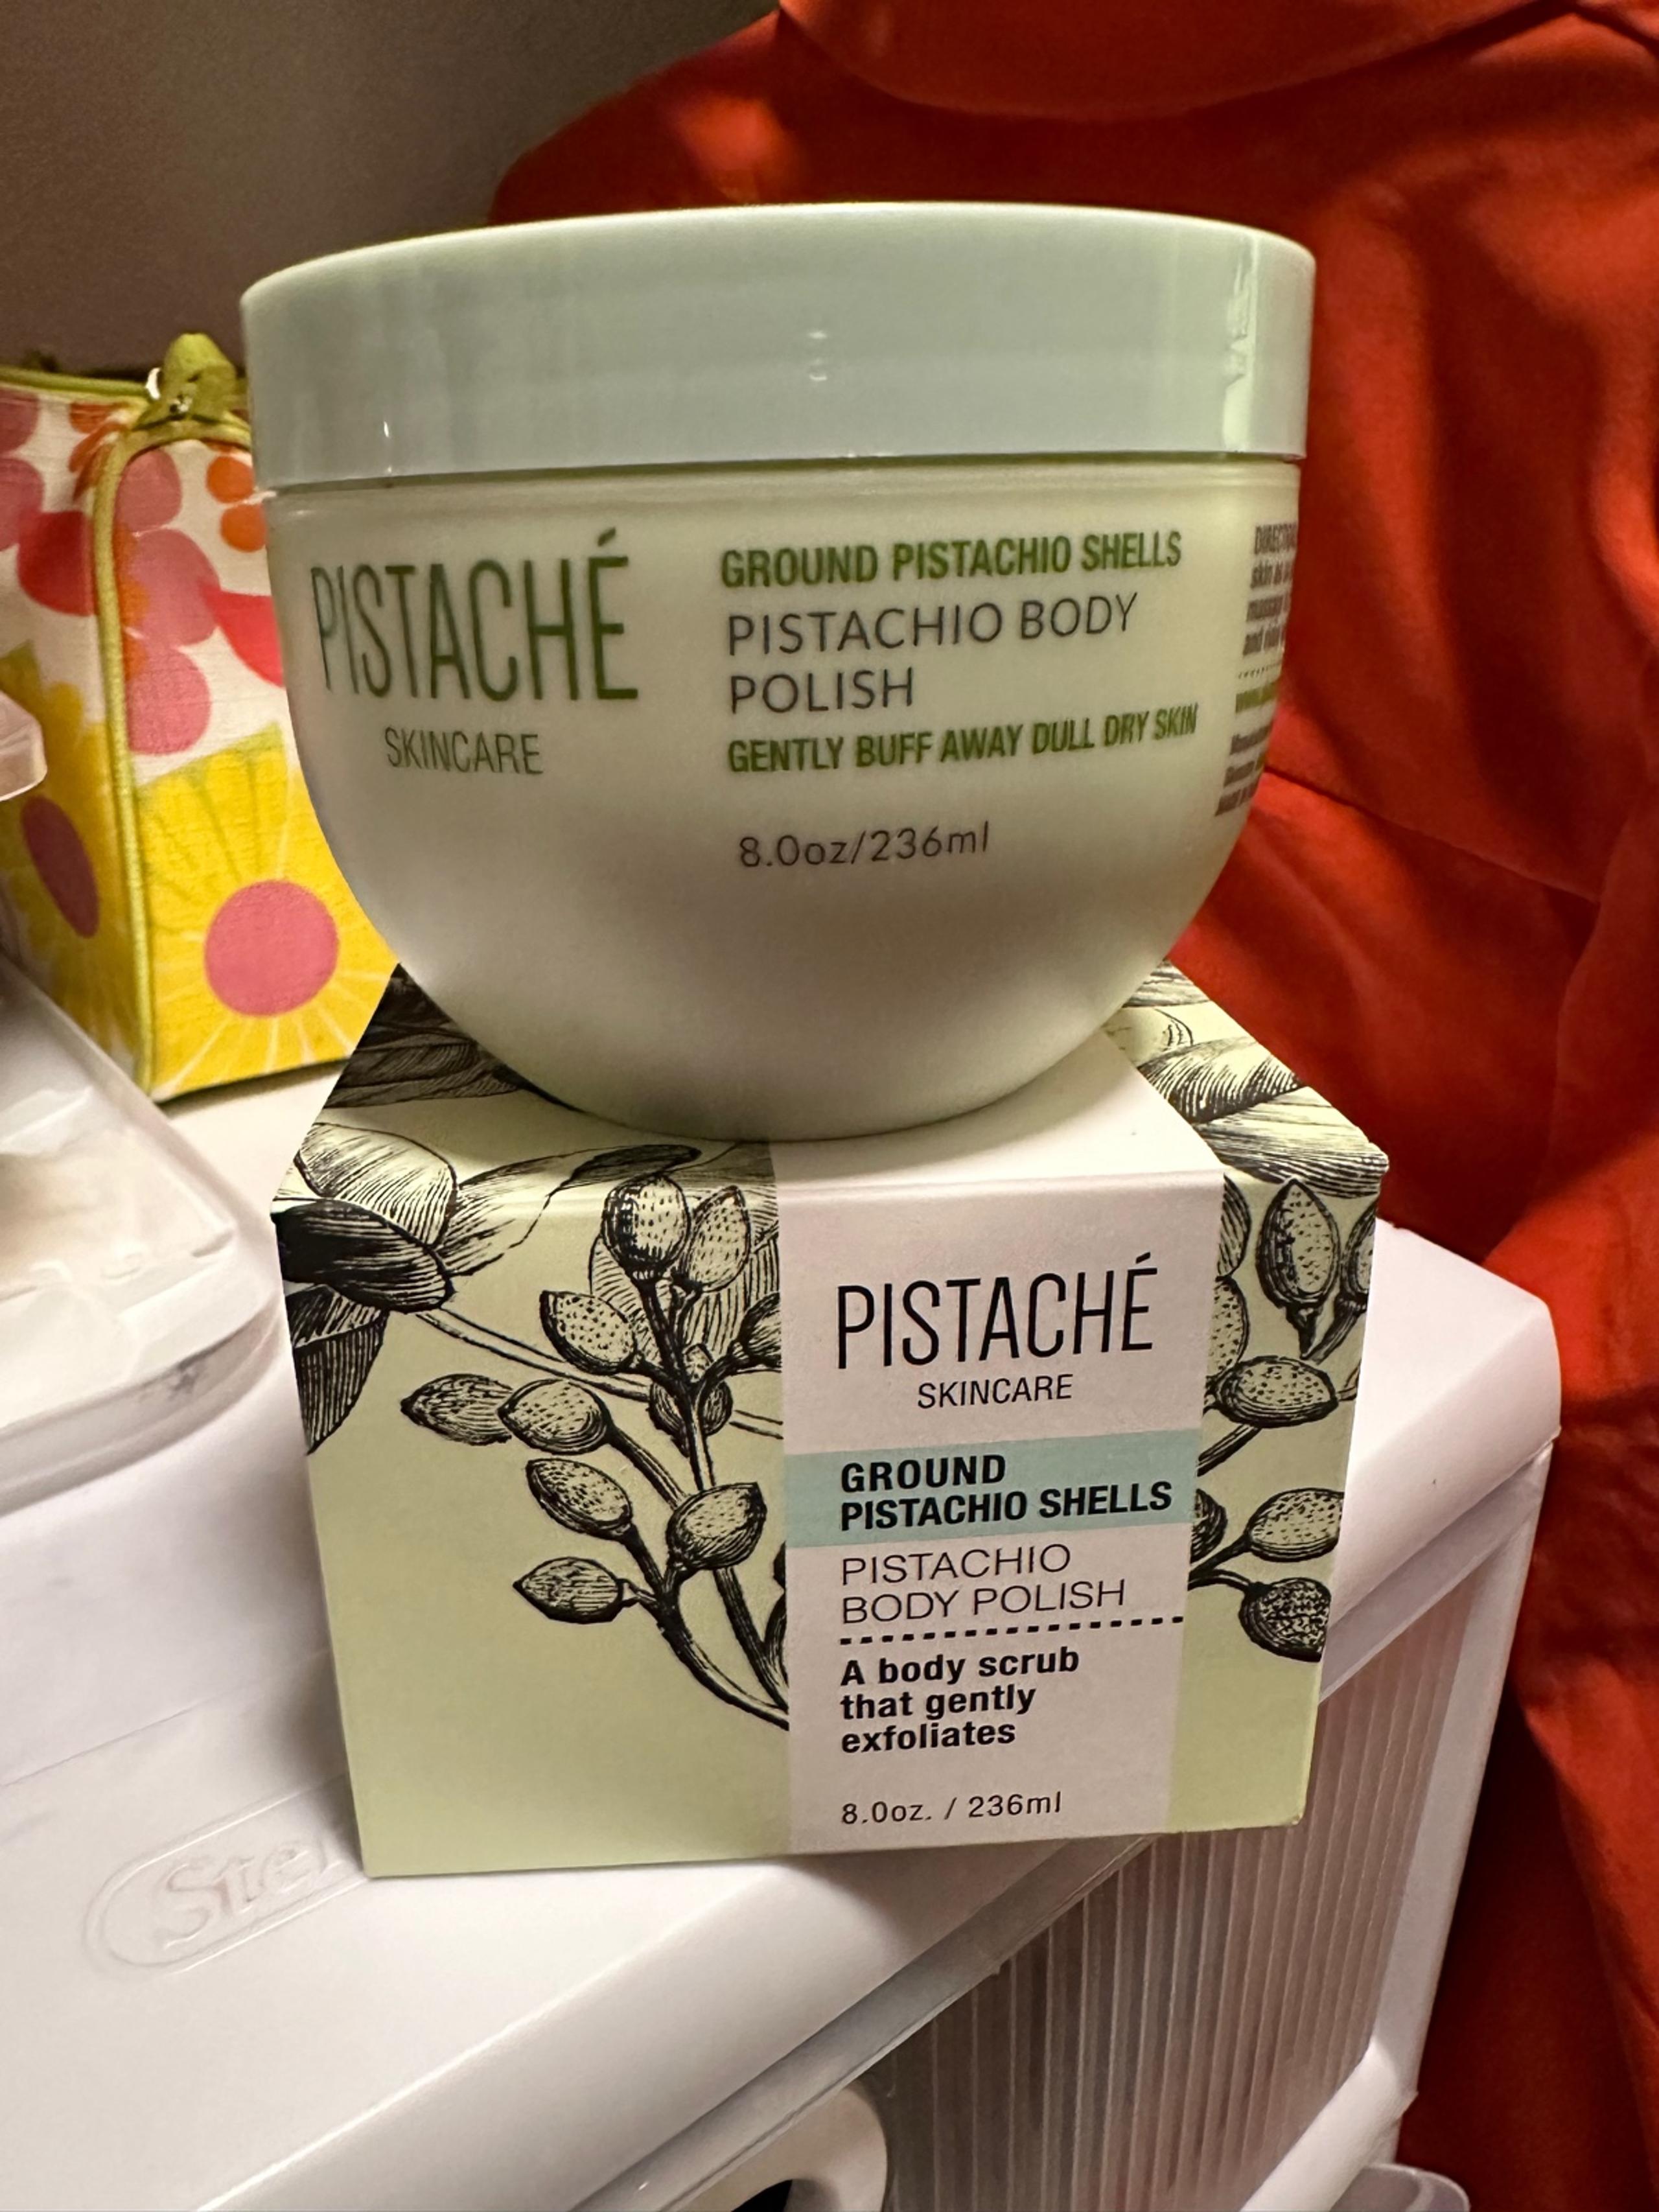 PISTACHÉ
SKINCARE
GROUND PISTACHIO SHELLS
PISTACHIO BODY
POLISH
GENTLY BUFF AWAY DULL DRY SKIN
8.0oz/236ml
PISTACHÉ
SKINCARE
GROUND
PISTACHIO SHELLS
PISTACHIO
BODY POLISH
A body scrub
that gently
exfoliates
8.0oz. / 236ml